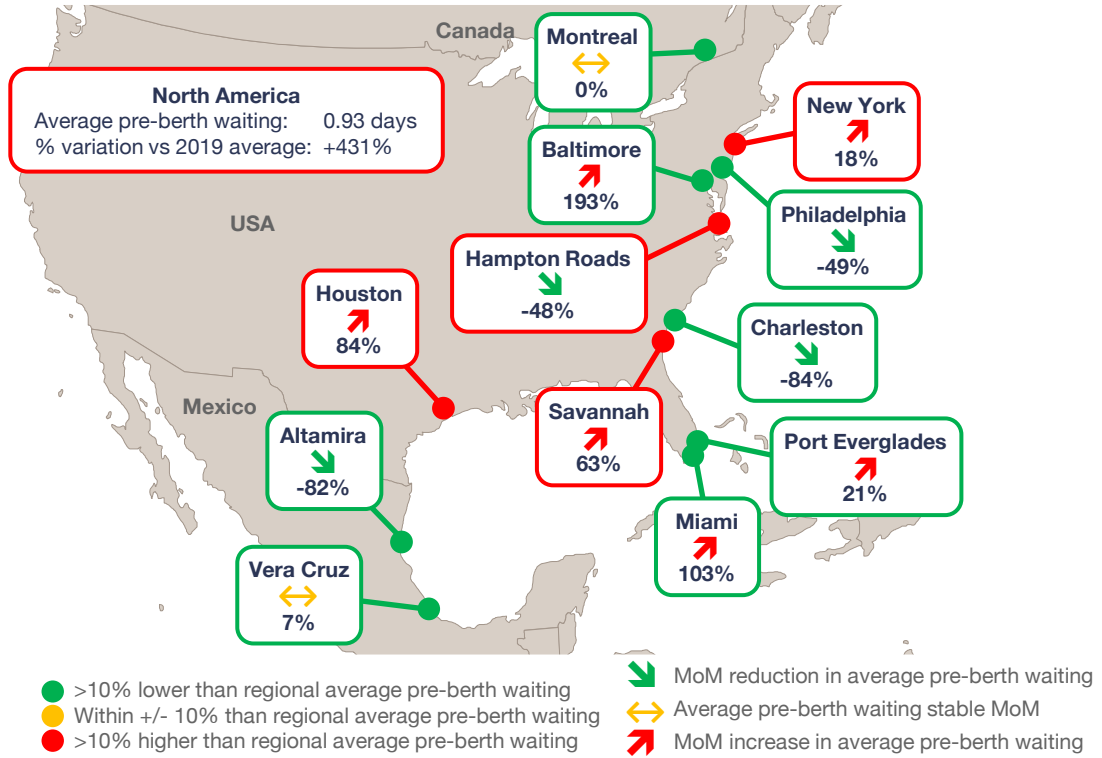 Canada
Montreal
0%
North America
Average pre-berth waiting: 0.93 days
% variation vs 2019 average: +431%
New York
18%
Baltimore
193%
USA
Philadelphia
-49%
Hampton Roads
-48%
Houston
84%
Charleston
-84%
Mexico
Savannah
63%
Altamira
-82%
Port Everglades
21%
Miami
103%
Vera Cruz
7%
>10% lower than regional average pre-berth waiting
Within +/- 10% than regional average pre-berth waiting
>10% higher than regional average pre-berth waiting
MoM reduction in average pre-berth waiting
Average pre-berth waiting stable MoM
MoM increase in average pre-berth waiting